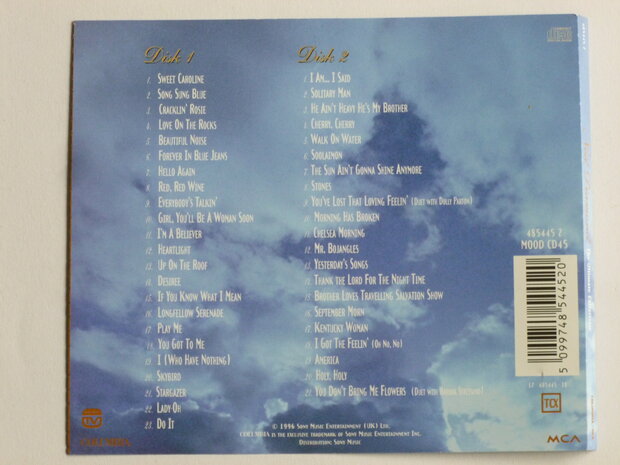 Disk 1
1. Sweet Caroline
2. Song Sung Blue
3. Cracklin' Rosie
4. Love On The Rocks
5. Beautiful Noise
6. Forever In Blue Jeans
7. Hello Again
8. Red, Red Wine
9. Everybody's Talkin'
10. Girl, You'll Be A Woman Soon
11. I'm A Believer
12. Heartlight
13. Up On The Roof
14. Desiree
15. If You Know What I Mean
16. Longfellow Serenade
17. Play Me
18. You Got To Me
19. I (Who Have Nothing)
20. Skybird
21. Stargazer
22. Lady-Oh
23. Do It
Disk 2
1. I Am... I Said
2. Solitary Man
3. He Ain't Heavy He's My Brother
4. Cherry, Cherry
5. Walk On Water
6. Soolaimon
7. The Sun Ain't Gonna Shine Anymore
8. Stones
9. You've Lost That Loving Feelin' (Duet with Dolly Parton)
10. Morning Has Broken
11. Chelsea Morning
12. Mr. Bojangles
13. Yesterday's Songs
14. Thank the Lord For The Night Time
15. Brother Loves Travelling Salvation Show
16. September Morn
17. Kentucky Woman
18. I Got The Feelin' (Oh No, No)
19. America
20. Holy, Holy
21. You Don't Bring Me Flowers (Duet with Barbra Streisand)
485445 2
MOOD CD45
5 099748 544520
LP 485445 10
COLUMBIA
© 1996 Sony Music Entertainment (UK) Ltd.
COLUMBIA is the exclusive trademark of Sony Music Entertainment Inc.
Distribution: Sony Music
MCA